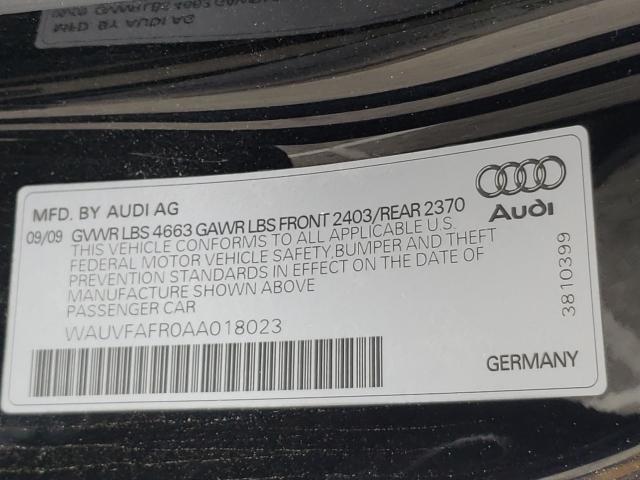 MFD. BY AUDI AG
09/09 GVWR LBS 4663 GAWR LBS FRONT 2403/REAR 2370
THIS VEHICLE CONFORMS TO ALL APPLICABLE U.S.
FEDERAL MOTOR VEHICLE SAFETY,BUMPER AND THEFT
PREVENTION STANDARDS IN EFFECT ON THE DATE OF
MANUFACTURE SHOWN ABOVE
PASSENGER CAR
WAUVFAFR0AA018023
Audi
3810399
GERMANY